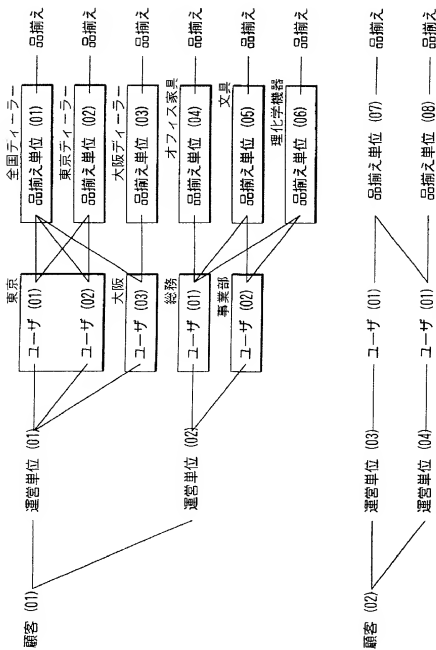 顧客 (01)
運営単位 (01)
東京
ユーザ (01)
ユーザ (02)
大阪
ユーザ (03)
運営単位 (02)
総務
ユーザ (01)
事業部
ユーザ (02)
全国ディーラー
品揃え単位 (01)
品揃え
東京ディーラー
品揃え単位 (02)
品揃え
大阪ディーラー
品揃え単位 (03)
品揃え
オフィス家具
品揃え単位 (04)
品揃え
文具
品揃え単位 (05)
品揃え
理化学機器
品揃え単位 (06)
品揃え
顧客 (02)
運営単位 (03)
ユーザ (01)
品揃え単位 (07)
品揃え
運営単位 (04)
ユーザ (01)
品揃え単位 (08)
品揃え